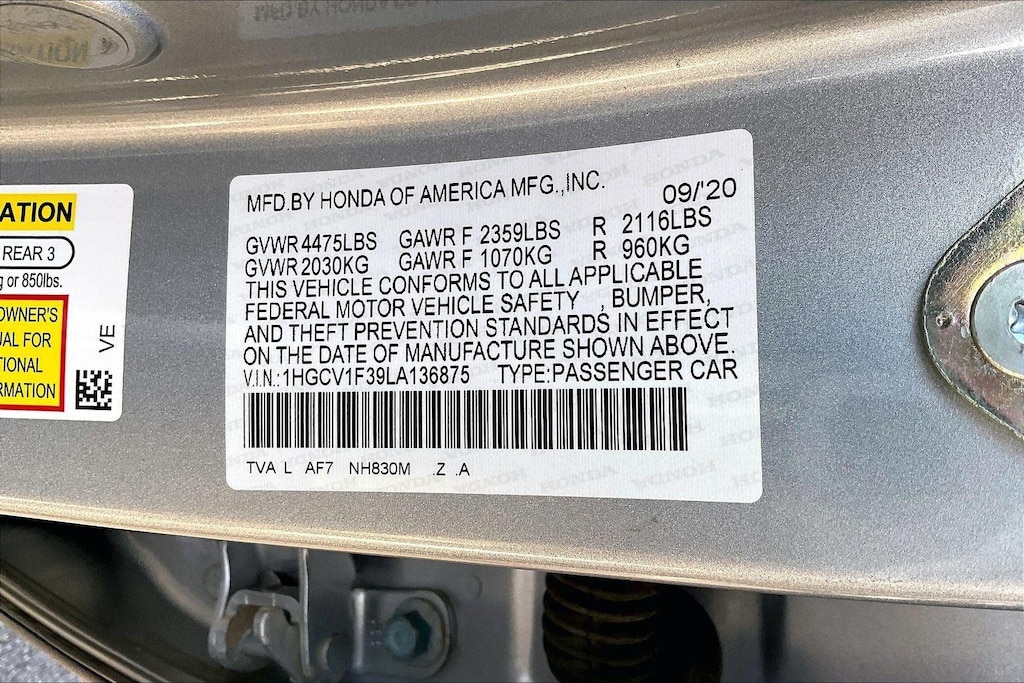 ATION
REAR 3
g or 850lbs.
OWNER'S
UAL FOR
TIONAL
RMATION
VE
MFD.BY HONDA OF AMERICA MFG.,INC.
09/'20
GVWR 4475LBS GAWR F 2359LBS R 2116LBS
GVWR 2030KG GAWR F 1070KG R 960KG
THIS VEHICLE CONFORMS TO ALL APPLICABLE
FEDERAL MOTOR VEHICLE SAFETY , BUMPER,
AND THEFT PREVENTION STANDARDS IN EFFECT
ON THE DATE OF MANUFACTURE SHOWN ABOVE.
V.I.N.:1HGCV1F39LA136875 TYPE:PASSENGER CAR
TVA L AF7 NH830M .Z .A